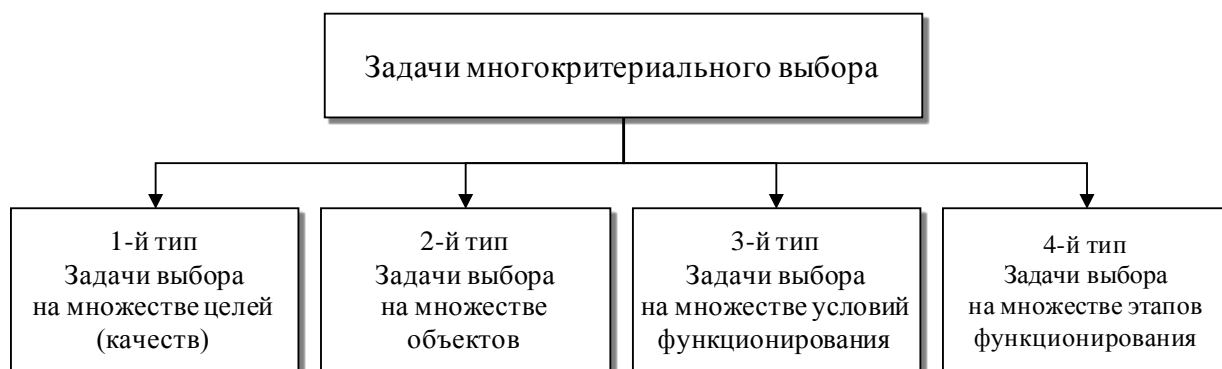 Задачи многокритериального выбора
1-й тип
Задачи выбора
на множестве целей
(качеств)
2-й тип
Задачи выбора
на множестве
объектов
3-й тип
Задачи выбора
на множестве условий
функционирования
4-й тип
Задачи выбора
на множестве этапов
функционирования